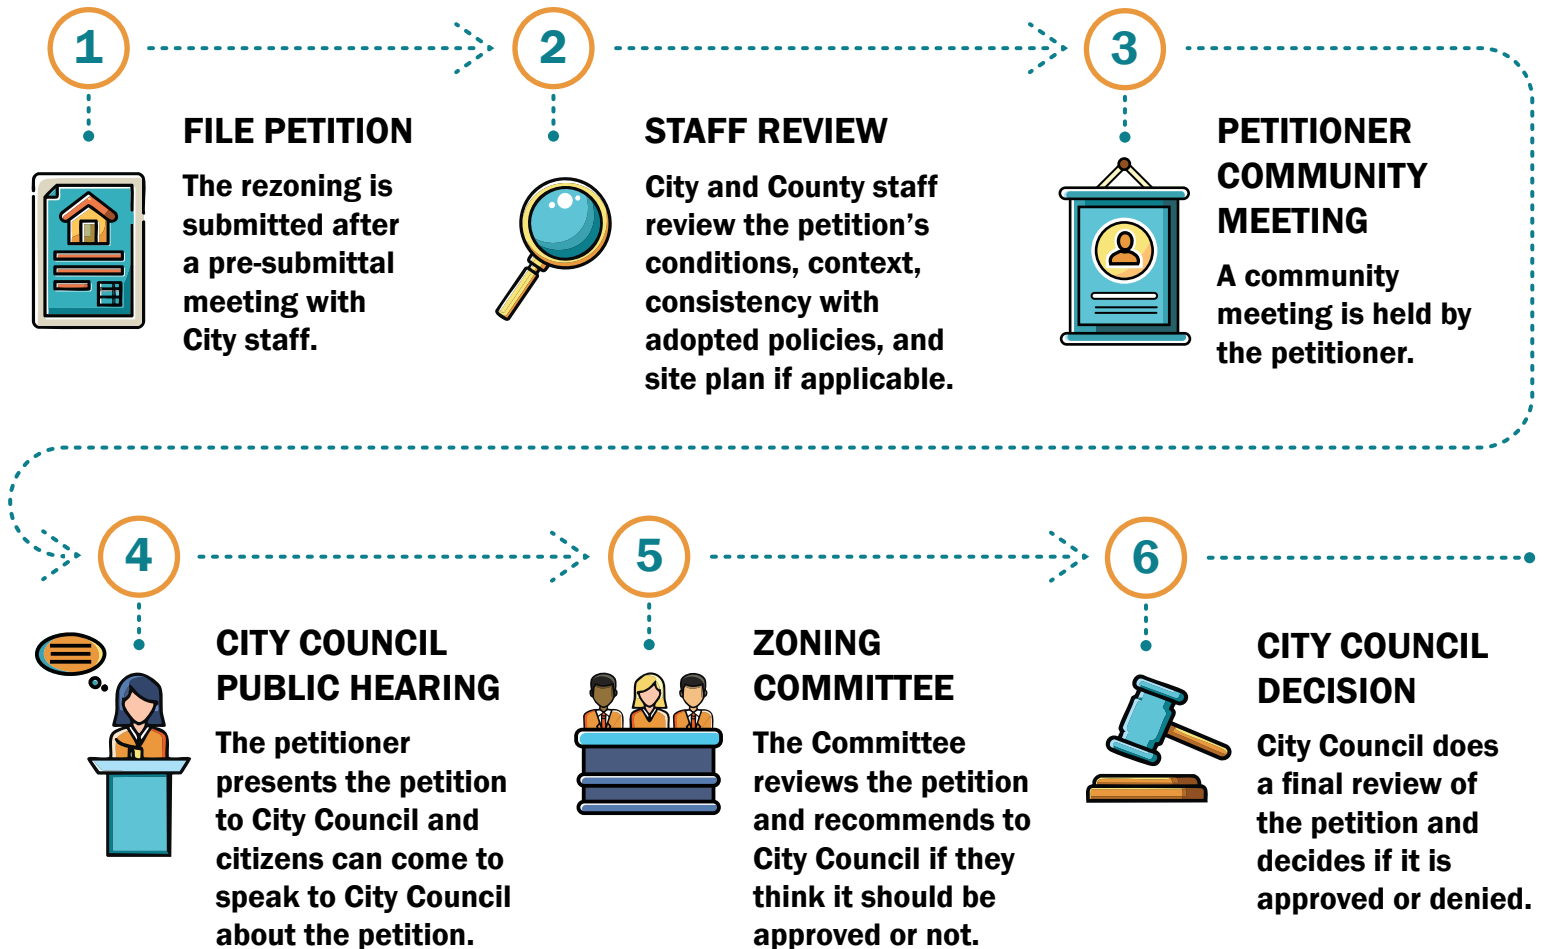 1
FILE PETITION
The rezoning is
submitted after
a pre-submittal
meeting with
City staff.
2
STAFF REVIEW
City and County staff
review the petition’s
conditions, context,
consistency with
adopted policies, and
site plan if applicable.
3
PETITIONER
COMMUNITY
MEETING
A community
meeting is held by
the petitioner.
4
CITY COUNCIL
PUBLIC HEARING
The petitioner
presents the petition
to City Council and
citizens can come to
speak to City Council
about the petition.
5
ZONING
COMMITTEE
The Committee
reviews the petition
and recommends to
City Council if they
think it should be
approved or not.
6
CITY COUNCIL
DECISION
City Council does
a final review of
the petition and
decides if it is
approved or denied.